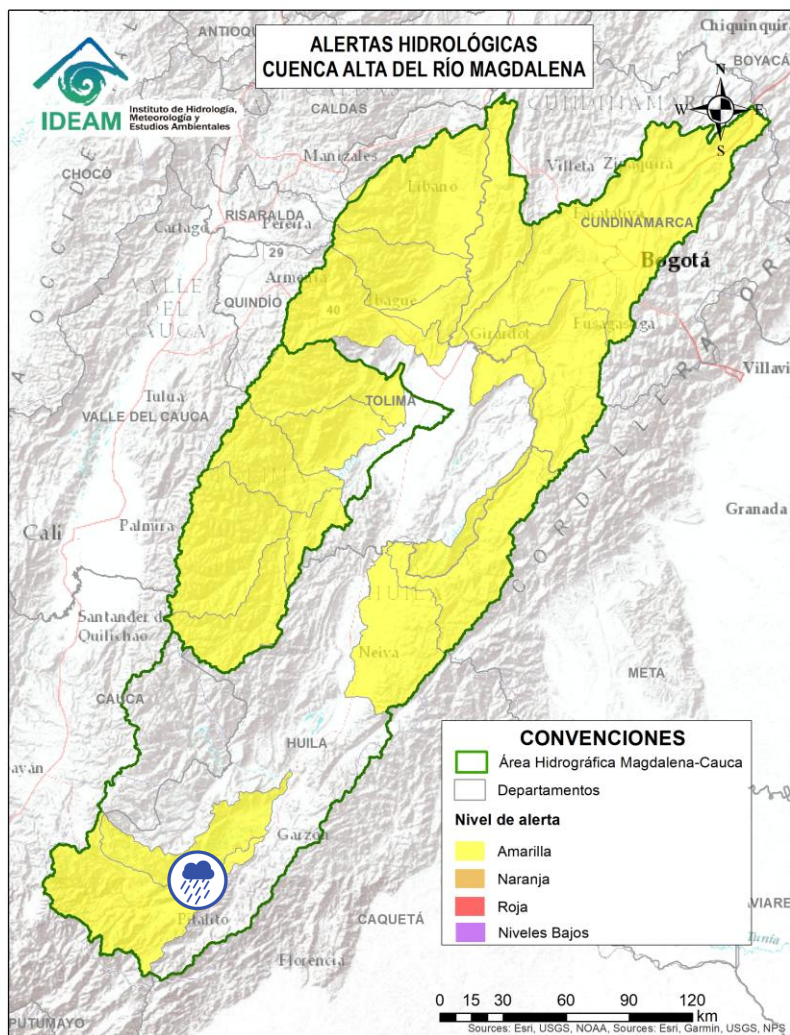 ALERTAS HIDROLÓGICAS
CUENCA ALTA DEL RÍO MAGDALENA
IDEAM
Instituto de Hidrología,
Meteorología y
Estudios Ambientales
Chiquinquirá
BOYACÁ
N
W
E
S
CALDAS
Manizales
CHOCÓ
Líbano
Villeta
Zipaquirá
RISARALDA
Pereira
Cartago
CUNDINAMARCA
29
Armenia
Bogotá
QUINDÍO
40
Ibague
VALLE
DEL
CAUCA
Girardot
Fusagasuga
Villavi
Tuluá
TOLIMA
VALLE DEL CAUCA
CORDILLERA
Granada
Palmira
Cali
HUILA
Santander de
Quilichao
Neiva
META
CAUCA
HUILA
Garzón
Pitalito
CAQUETÁ
Florencia
PUTUMAYO
CONVENCIONES
Área Hidrográfica Magdalena-Cauca
Departamentos
Nivel de alerta
Amarilla
Naranja
Roja
Niveles Bajos
AVIARE
Tunía
0 15 30 60 90 120
km
Sources: Esri, USGS, NOAA, Sources: Esri, Garmin, USGS, NPS